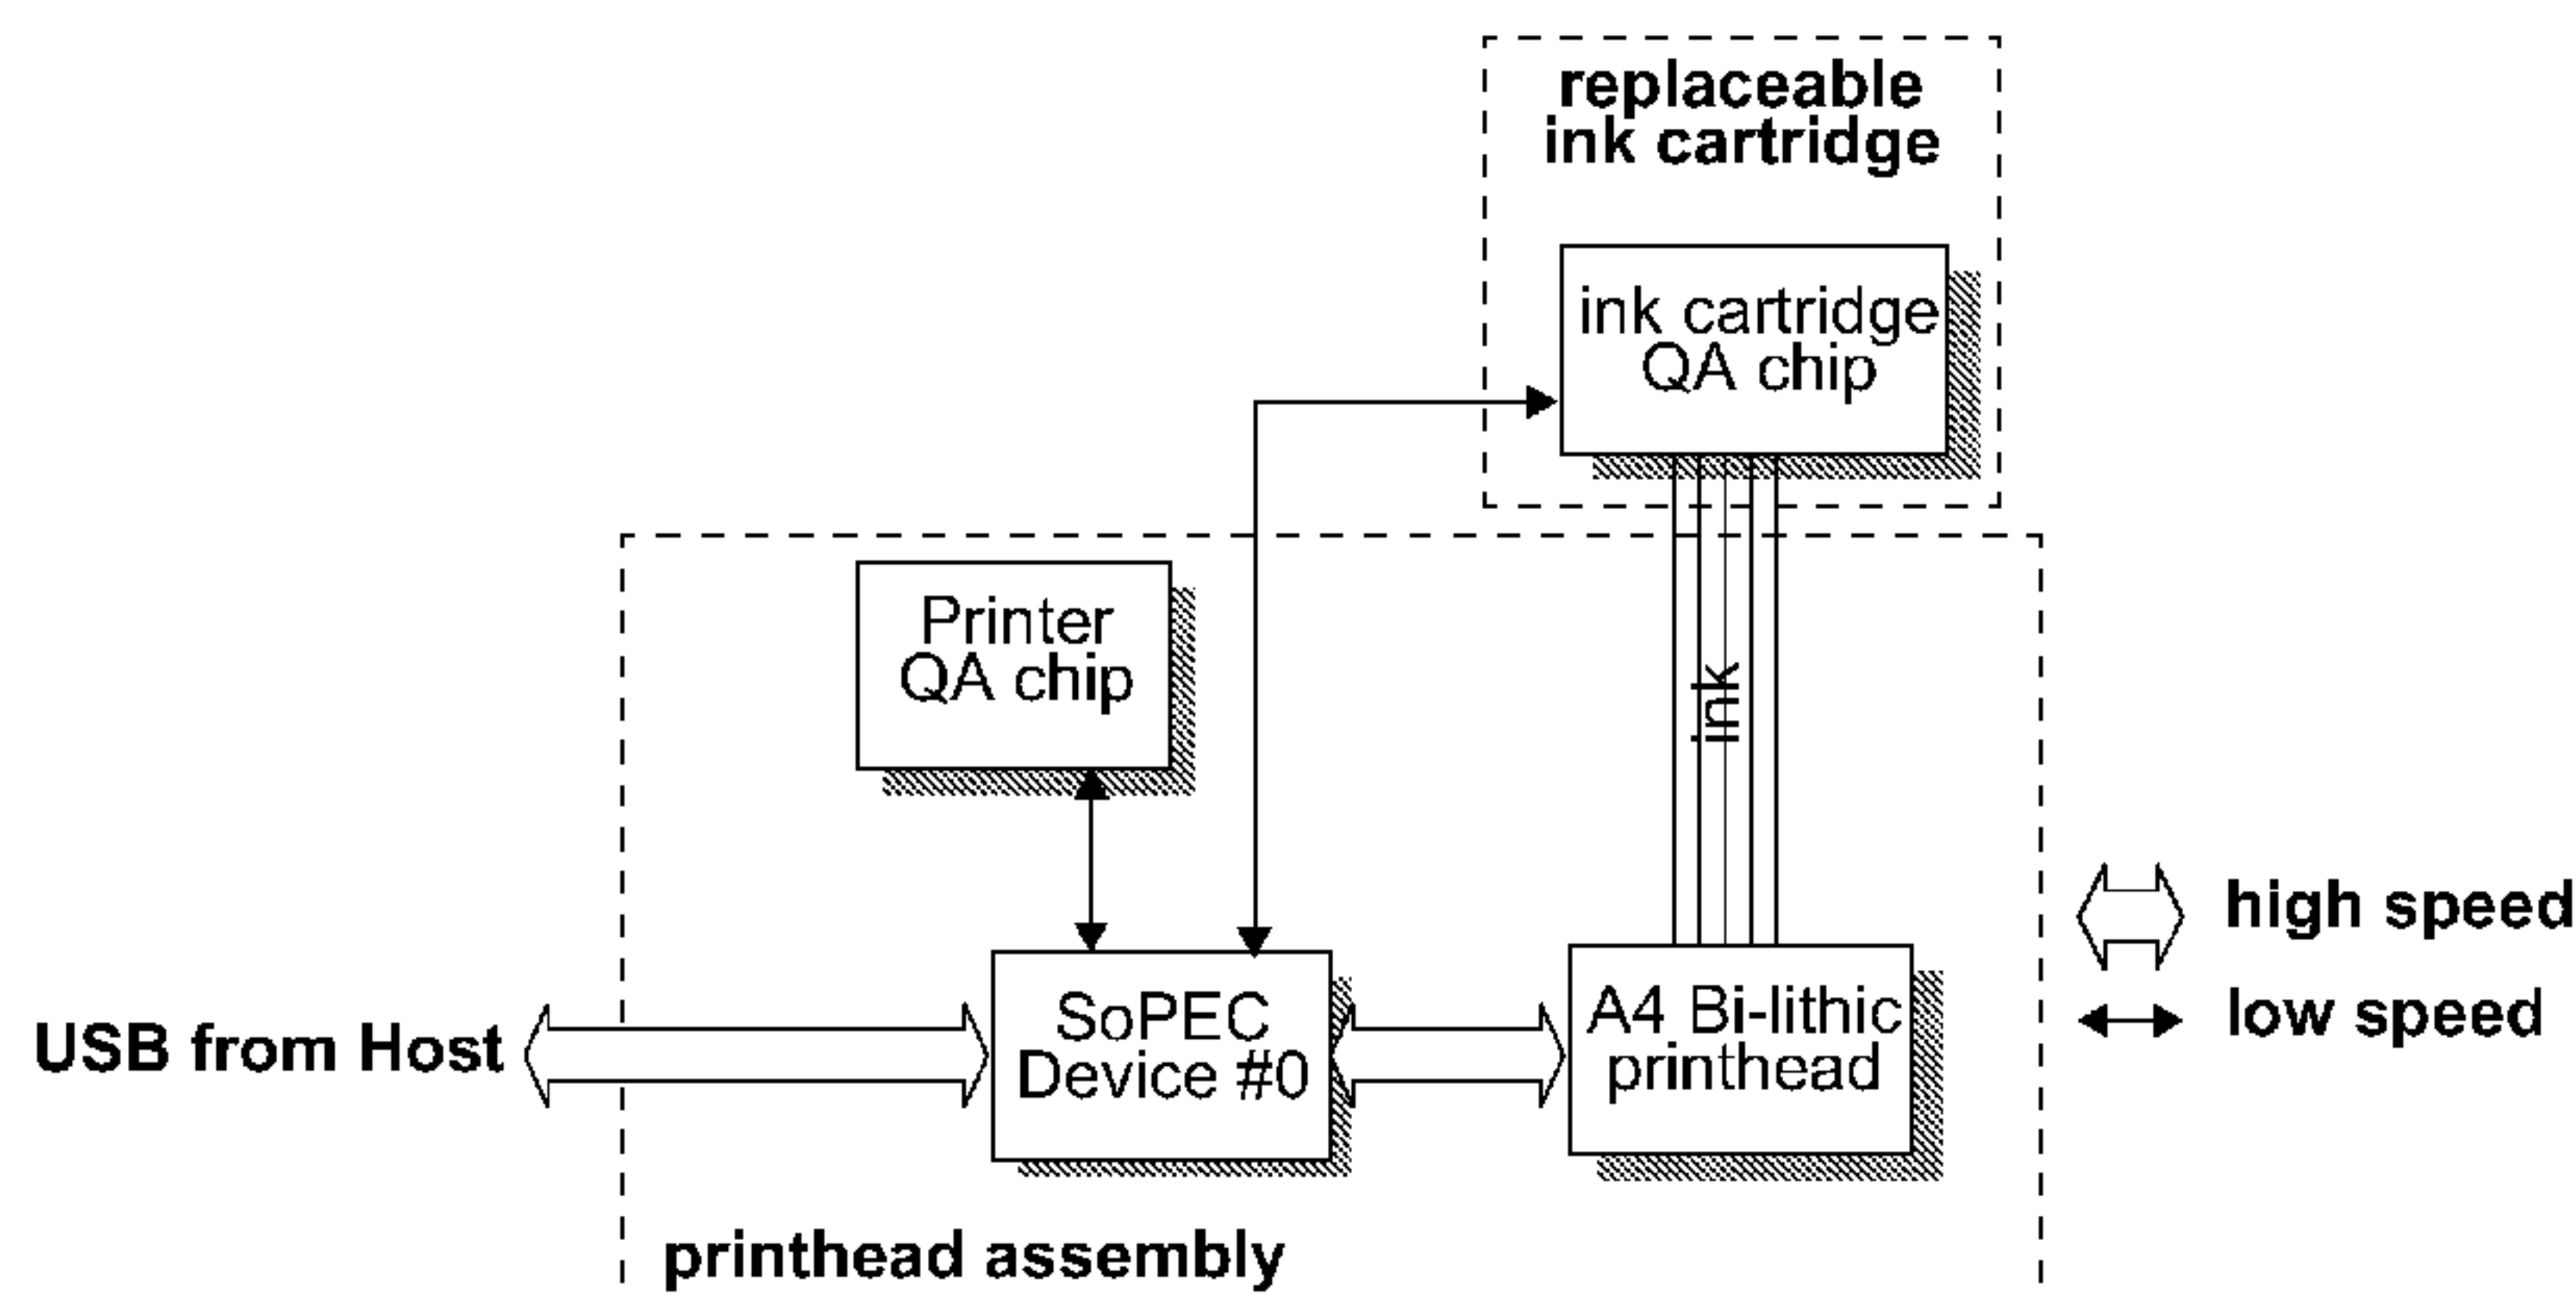 replaceable
ink cartridge
ink cartridge
QA chip
Printer
QA chip
ink
high speed
low speed
USB from Host
SoPEC
Device #0
A4 Bi-lithic
printhead
printhead assembly